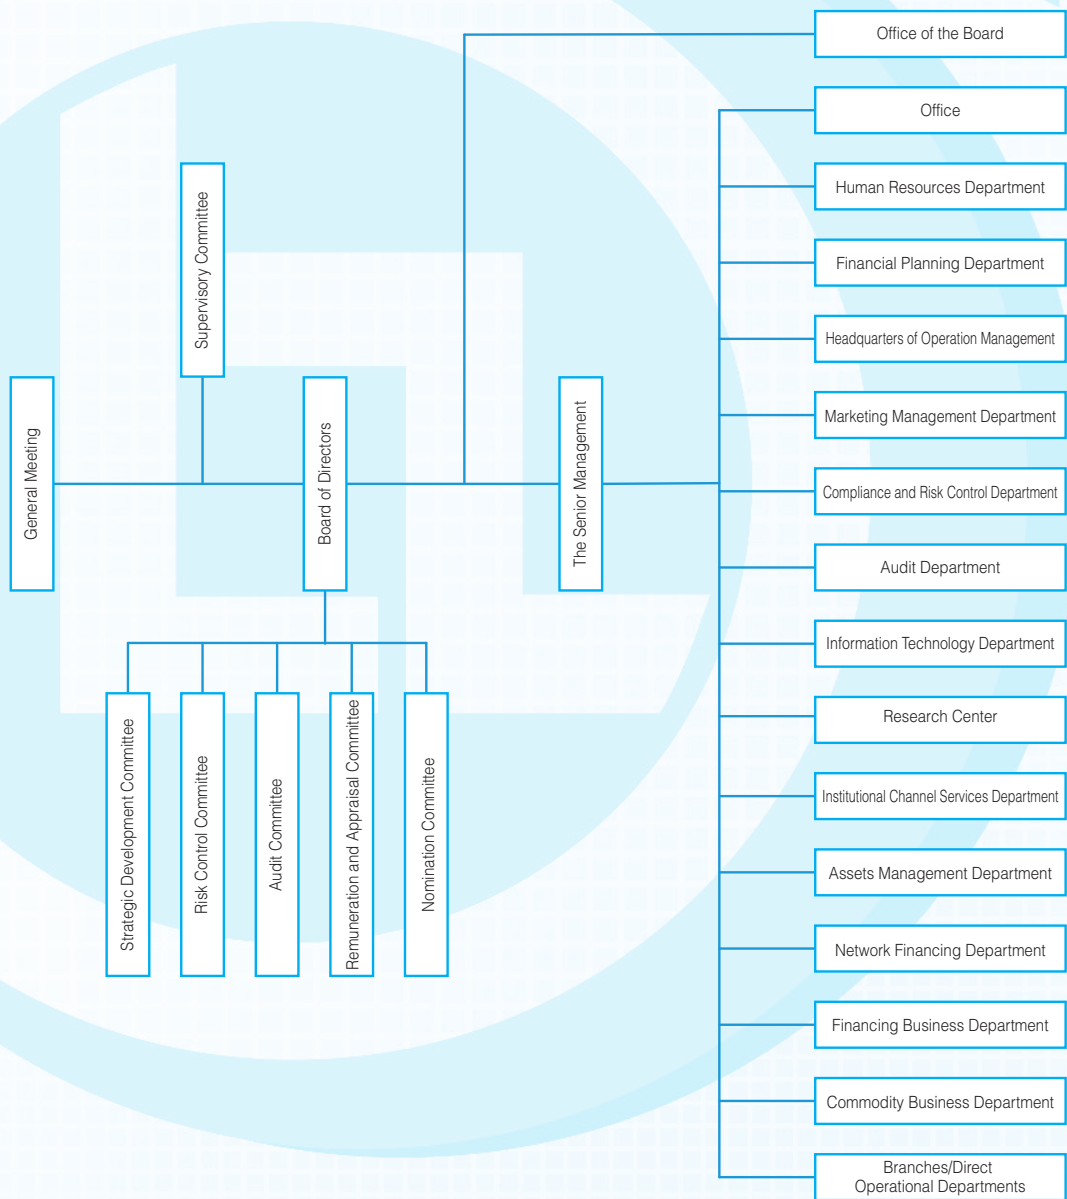 General Meeting
Supervisory Committee
Board of Directors
The Senior Management
Strategic Development Committee
Risk Control Committee
Audit Committee
Remuneration and Appraisal Committee
Nomination Committee
Office of the Board
Office
Human Resources Department
Financial Planning Department
Headquarters of Operation Management
Marketing Management Department
Compliance and Risk Control Department
Audit Department
Information Technology Department
Research Center
Institutional Channel Services Department
Assets Management Department
Network Financing Department
Financing Business Department
Commodity Business Department
Branches/Direct
Operational Departments